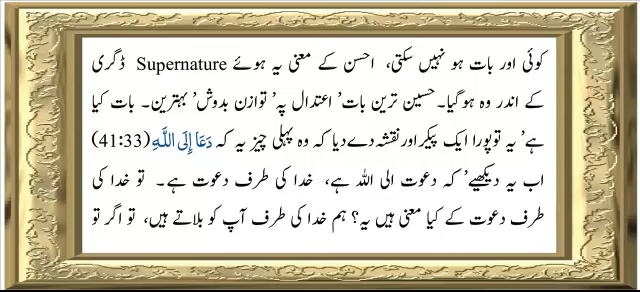 کوئی اور بات ہو نہیں سکتی، احسن کے معنی یہ ہوئے Supernature ڈگری
کے اندر وہ ہوگیا۔ حسین ترین بات’ اعتدال پہ’ توازن بدوش’ بہترین۔ بات کیا
ہے’ یہ توپورا ایک پیکر اور نقشہ دے دیا کہ وہ پہلی چیز یہ کہ دَعَا إِلَى اللَّهِ (41:33)
اب یہ دیکھیے’ کہ دعوت الی اللہ ہے، خدا کی طرف دعوت ہے۔ تو خدا کی
طرف دعوت کے کیا معنی ہیں یہ؟ ہم خدا کی طرف آپ کو بلاتے ہیں، تو اگر تو